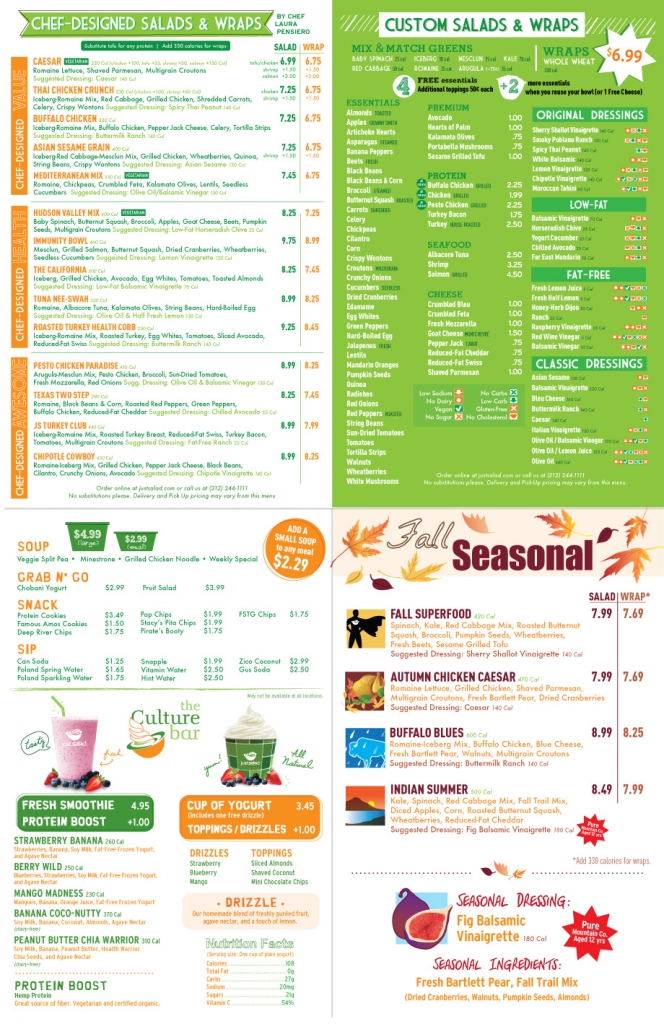 CHEF-DESIGNED SALADS & WRAPS
BY CHEF
LAURA
PENSIERO
Substitute tofu for any protein | Add 330 calories for wraps
SALAD | WRAP
CHEF-DESIGNED VALUE
CAESAR VEGETARIAN 6.99 6.75
Romaine Lettuce, Shaved Parmesan, Multigrain Croutons
Suggested Dressing: Caesar 140 Cal
THAI CHICKEN CRUNCH 7.25 6.75
Iceberg-Romaine Mix, Red Cabbage, Grilled Chicken, Shredded Carrots,
Celery, Crispy Wontons Suggested Dressing: Spicy Thai Peanut 160 Cal
BUFFALO CHICKEN 7.25 6.75
Iceberg-Romaine Mix, Buffalo Chicken, Pepper Jack Cheese, Celery, Tortilla Strips
Suggested Dressing: Buttermilk Ranch 140 Cal
ASIAN SESAME GRAIN 7.25 6.75
Iceberg-Red Cabbage-Mesclun Mix, Grilled Chicken, Wheatberries, Quinoa,
String Beans, Crispy Wontons Suggested Dressing: Asian Sesame
MEDITERRANEAN MIX VEGETARIAN 7.45 6.75
Romaine, Chickpeas, Crumbled Feta, Kalamata Olives, Lentils, Seedless
Cucumbers Suggested Dressing: Olive Oil/Balsamic Vinegar
CHEF-DESIGNED HEALTH
HUDSON VALLEY MIX VEGETARIAN 8.25 7.25
Baby Spinach, Butternut Squash, Broccoli, Apples, Goat Cheese, Beets, Pumpkin
Seeds, Multigrain Croutons Suggested Dressing: Low-Fat Horseradish Chive
IMMUNITY BOWL 9.75 8.99
Mesclun, Grilled Salmon, Butternut Squash, Dried Cranberries, Wheatberries,
Seedless Cucumbers Suggested Dressing: Lemon Vinaigrette
THE CALIFORNIA 8.25 7.45
Iceberg, Grilled Chicken, Avocado, Egg Whites, Tomatoes, Toasted Almonds
Suggested Dressing: Low-Fat Balsamic Vinaigrette
TUNA NEE-SWAH 8.99 8.25
Romaine, Albacore Tuna, Kalamata Olives, String Beans, Hard-Boiled Egg
Suggested Dressing: Olive Oil & Half Fresh Lemon
ROASTED TURKEY HEALTH COBB 9.25 8.45
Iceberg-Romaine Mix, Roasted Turkey, Egg Whites, Tomatoes, Sliced Avocado,
Reduced-Fat Swiss Suggested Dressing: Buttermilk Ranch 140 Cal
CHEF-DESIGNED AWESOME
PESTO CHICKEN PARADISE 8.99 8.25
Arugula-Mesclun Mix, Pesto Chicken, Broccoli, Sun-Dried Tomatoes,
Fresh Mozzarella, Red Onions Sugg. Dressing: Olive Oil & Balsamic Vinegar
TEXAS TWO STEP 8.25 7.45
Romaine, Black Beans & Corn, Roasted Red Peppers, Green Peppers,
Buffalo Chicken, Reduced-Fat Cheddar Suggested Dressing: Chilled Avocado
JS TURKEY CLUB 8.99 7.99
Iceberg-Romaine Mix, Roasted Turkey Breast, Reduced-Fat Swiss, Turkey Bacon,
Tomatoes, Multigrain Croutons Suggested Dressing: Fat-Free Ranch
CHIPOTLE COWBOY 8.99 8.25
Romaine-Iceberg Mix, Grilled Chicken, Pepper Jack Cheese, Black Beans,
Cilantro, Crunchy Onions, Avocado Suggested Dressing: Chipotle Vinaigrette
Order online at justsalad.com or call us at (212) 244-1111
No substitutions please. Delivery and Pick Up pricing may vary from this menu
CUSTOM SALADS & WRAPS
MIX & MATCH GREENS
BABY SPINACH ICEBERG MESCLUN KALE
RED CABBAGE ROMAINE ARUGULA
WRAPS
WHOLE WHEAT
$6.99
4 FREE essentials
Additional toppings 50¢ each
+2 more essentials
when you reuse your bowl (or 1 Free Cheese)
ESSENTIALS
Almonds TOASTED
Apples GRANNY SMITH
Artichoke Hearts
Asparagus STEAMED
Banana Peppers
Beets FRESH
Black Beans
Black Beans & Corn
Broccoli STEAMED
Butternut Squash ROASTED
Carrots SHREDDED
Celery
Chickpeas
Cilantro
Corn
Crispy Wontons
Croutons MULTIGRAIN
Crunchy Onions
Cucumbers SEEDLESS
Dried Cranberries
Edamame
Egg Whites
Green Peppers
Hard-Boiled Egg
Jalapenos FRESH
Lentils
Mandarin Oranges
Pumpkin Seeds
Quinoa
Radishes
Red Onions
Red Peppers ROASTED
String Beans
Sun-Dried Tomatoes
Tomatoes
Tortilla Strips
Walnuts
Wheatberries
White Mushrooms
PREMIUM
Avocado 1.00
Hearts of Palm 1.00
Kalamata Olives .75
Portabella Mushrooms .75
Sesame Grilled Tofu 1.00
PROTEIN
Buffalo Chicken GRILLED 2.25
Chicken GRILLED 1.99
Pesto Chicken GRILLED 2.25
Turkey Bacon 1.75
Turkey SLICED, ROASTED 2.50
SEAFOOD
Albacore Tuna 2.50
Shrimp 3.25
Salmon GRILLED 4.50
CHEESE
Crumbled Bleu 1.00
Crumbled Feta 1.00
Fresh Mozzarella 1.00
Goat Cheese 1.50
Pepper Jack .75
Reduced-Fat Cheddar .75
Reduced-Fat Swiss .75
Shaved Parmesan .75
Low Sodium
No Dairy
Vegan
No Sugar
No Carbs
Low Carb
Gluten-Free
No Cholesterol
ORIGINAL DRESSINGS
Sherry Shallot Vinaigrette
Smoky Poblano Ranch
Spicy Thai Peanut
White Balsamic
Lemon Vinaigrette
Chipotle Vinaigrette
Moroccan Tahini
LOW-FAT
Balsamic Vinaigrette
Horseradish Chive
Yogurt Cucumber
Chilled Avocado
Far East Mandarin
FAT-FREE
Fresh Lemon Juice
Fresh Half Lemon
Honey-Herb Dijon
Ranch
Raspberry Vinaigrette
Red Wine Vinegar
Balsamic Vinegar
CLASSIC DRESSINGS
Asian Sesame
Balsamic Vinaigrette
Bleu Cheese
Buttermilk Ranch
Caesar
Italian Vinaigrette
Olive Oil / Balsamic Vinegar
Olive Oil / Lemon Juice
Olive Oil
Order online at justsalad.com or call us at (212) 244-1111
No substitutions please. Delivery and Pick Up pricing may vary from this menu.
SOUP
$4.99
(large)
$2.99
(small)
ADD A
SMALL SOUP
to any meal
$2.29
Veggie Split Pea • Minestrone • Grilled Chicken Noodle • Weekly Special
GRAB N' GO
Chobani Yogurt $2.99 Fruit Salad $3.99
SNACK
Protein Cookies $3.49 Pop Chips $1.99 FSTG Chips $1.75
Famous Amos Cookies $1.50 Stacy's Pita Chips $1.99
Deep River Chips $1.75 Pirate's Booty $1.75
SIP
Can Soda $1.25 Snapple $1.99 Zico Coconut $2.99
Poland Spring Water $1.65 Vitamin Water $2.50 Gus Soda $2.50
Poland Sparkling Water $1.75 Hint Water $2.50
May not be available at all locations
tasty
fresh
the
Culture
bar
yum!
All
Natural
just salad
FRESH SMOOTHIE 4.95
PROTEIN BOOST +1.00
STRAWBERRY BANANA 260 Cal
Strawberries, Banana, Soy Milk, Fat-Free Frozen Yogurt,
and Agave Nectar
BERRY WILD 250 Cal
Blueberries, Strawberries, Soy Milk, Fat-Free Frozen Yogurt,
and Agave Nectar
MANGO MADNESS 230 Cal
Mangoes, Banana, Orange Juice, Fat-Free Frozen Yogurt
BANANA COCO-NUTTY 370 Cal
Soy Milk, Banana, Coconut, Almonds, Agave Nectar
(dairy-free)
PEANUT BUTTER CHIA WARRIOR 310 Cal
Soy Milk, Banana, Peanut Butter, Health Warrior
Chia Seeds, and Agave Nectar
(dairy-free)
PROTEIN BOOST
Hemp Protein
Great source of fiber. Vegetarian and certified organic.
CUP OF YOGURT 3.45
(includes one free drizzle)
TOPPINGS / DRIZZLES +1.00
DRIZZLES TOPPINGS
Strawberry Sliced Almonds
Blueberry Shaved Coconut
Mango Mini Chocolate Chips
• DRIZZLE •
Our homemade blend of freshly puréed fruit,
agave nectar, and a touch of lemon.
Nutrition Facts
(Serving size: One cup of plain yogurt)
Calories 108
Total Fat 0g
Carbs 27g
Sodium 20mg
Sugars 21g
Vitamin C 54%
Fall Seasonal
SALAD WRAP*
FALL SUPERFOOD 420 Cal 7.99 7.69
Spinach, Kale, Red Cabbage Mix, Roasted Butternut
Squash, Broccoli, Pumpkin Seeds, Wheatberries,
Fresh Beets, Sesame Grilled Tofu
Suggested Dressing: Sherry Shallot Vinaigrette 140 Cal
AUTUMN CHICKEN CAESAR 470 Cal 7.99 7.69
Romaine Lettuce, Grilled Chicken, Shaved Parmesan,
Multigrain Croutons, Fresh Bartlett Pear, Dried Cranberries
Suggested Dressing: Caesar 140 Cal
BUFFALO BLUES 600 Cal 8.99 8.25
Romaine-Iceberg Mix, Buffalo Chicken, Blue Cheese,
Fresh Bartlett Pear, Walnuts, Multigrain Croutons
Suggested Dressing: Buttermilk Ranch 140 Cal
INDIAN SUMMER 500 Cal 8.49 7.99
Kale, Spinach, Red Cabbage Mix, Fall Trail Mix,
Diced Apples, Corn, Roasted Butternut Squash,
Wheatberries, Reduced-Fat Cheddar
Suggested Dressing: Fig Balsamic Vinaigrette 180 Cal
Pure
Mountain Co.
Aged 12 yrs
*Add 330 calories for wraps.
SEASONAL DRESSING:
Fig Balsamic
Vinaigrette 180 Cal
Pure
Mountain Co.
Aged 12 yrs
SEASONAL INGREDIENTS:
Fresh Bartlett Pear, Fall Trail Mix
(Dried Cranberries, Walnuts, Pumpkin Seeds, Almonds)